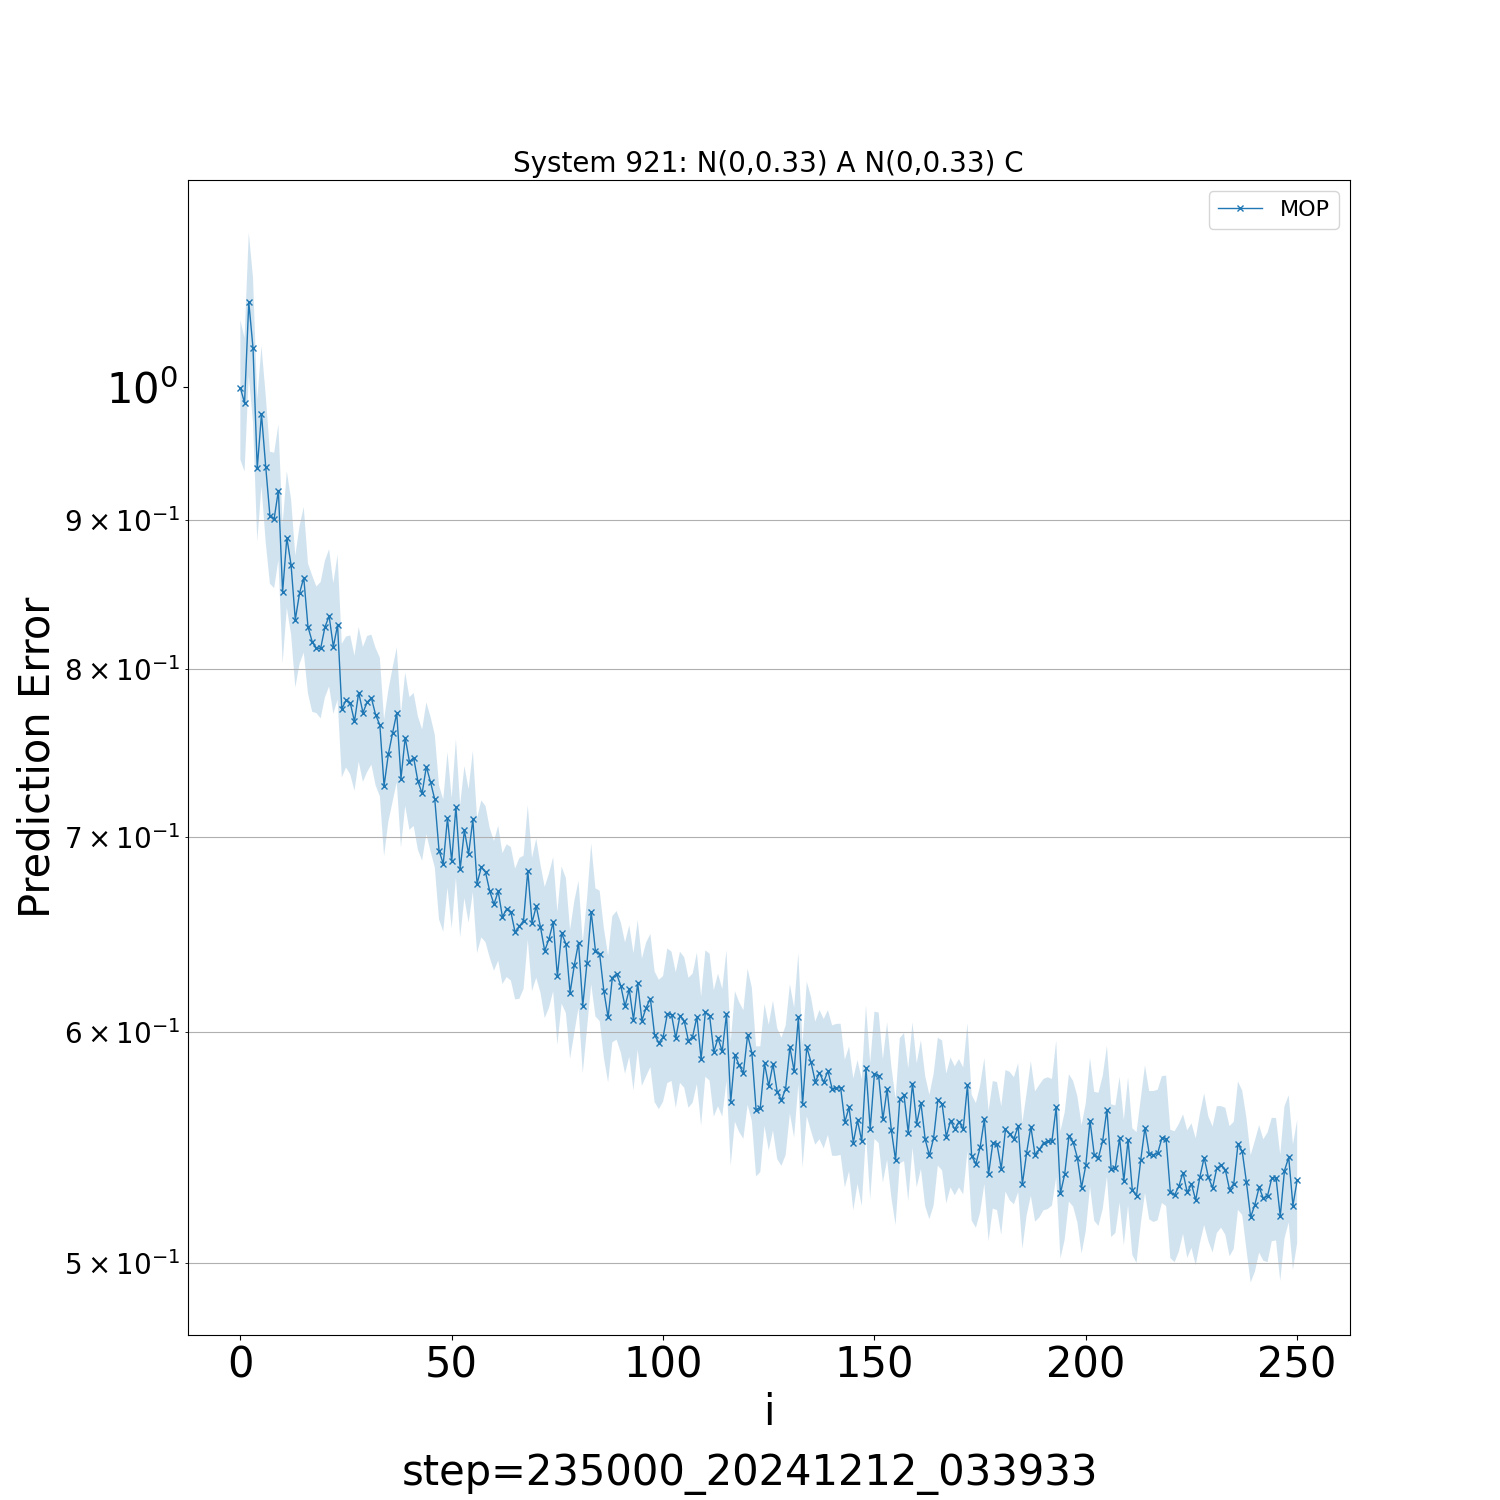 System 921: N(0,0.33) A N(0,0.33) C
MOP
10⁰
9 × 10⁻¹
8 × 10⁻¹
7 × 10⁻¹
6 × 10⁻¹
5 × 10⁻¹
Prediction Error
0 50 100 150 200 250
i
step=235000_20241212_033933